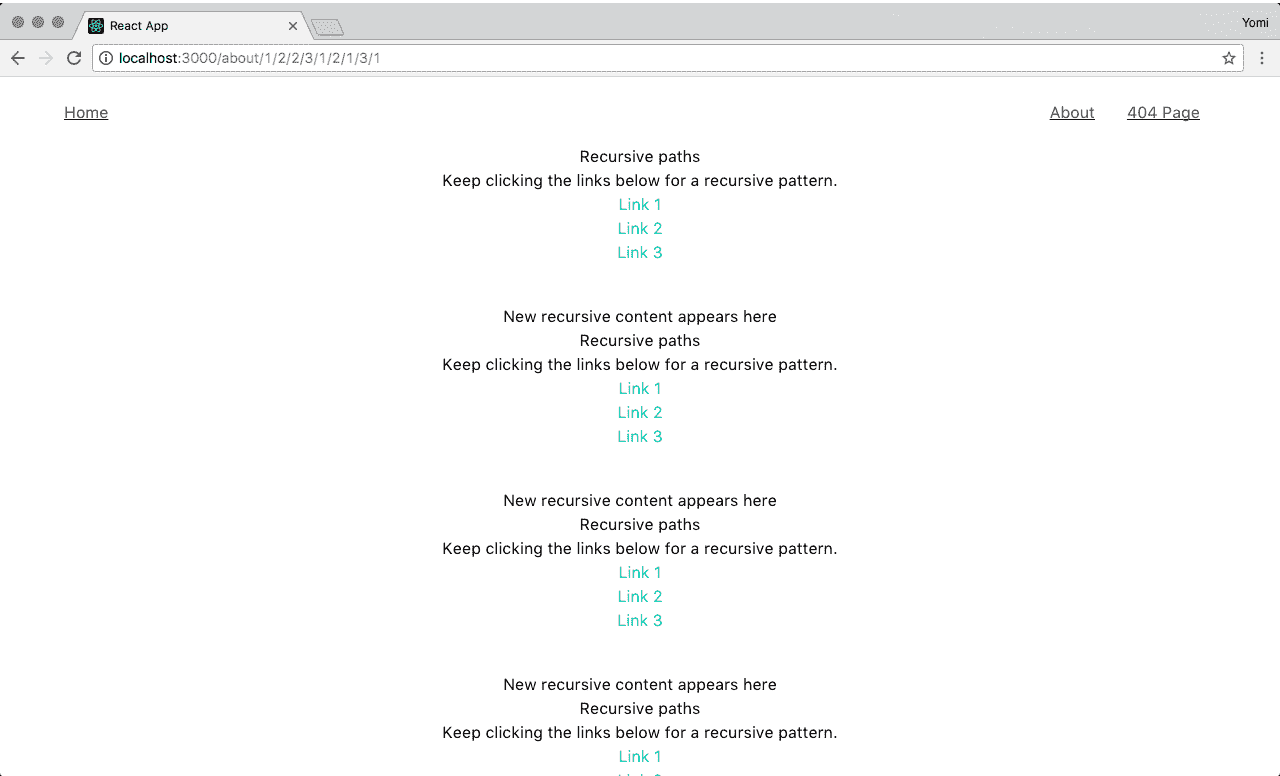 React App
Yomi
localhost:3000/about/1/2/2/3/1/2/1/3/1
Home
About
404 Page
Recursive paths
Keep clicking the links below for a recursive pattern.
Link 1
Link 2
Link 3
New recursive content appears here
Recursive paths
Keep clicking the links below for a recursive pattern.
Link 1
Link 2
Link 3
New recursive content appears here
Recursive paths
Keep clicking the links below for a recursive pattern.
Link 1
Link 2
Link 3
New recursive content appears here
Recursive paths
Keep clicking the links below for a recursive pattern.
Link 1